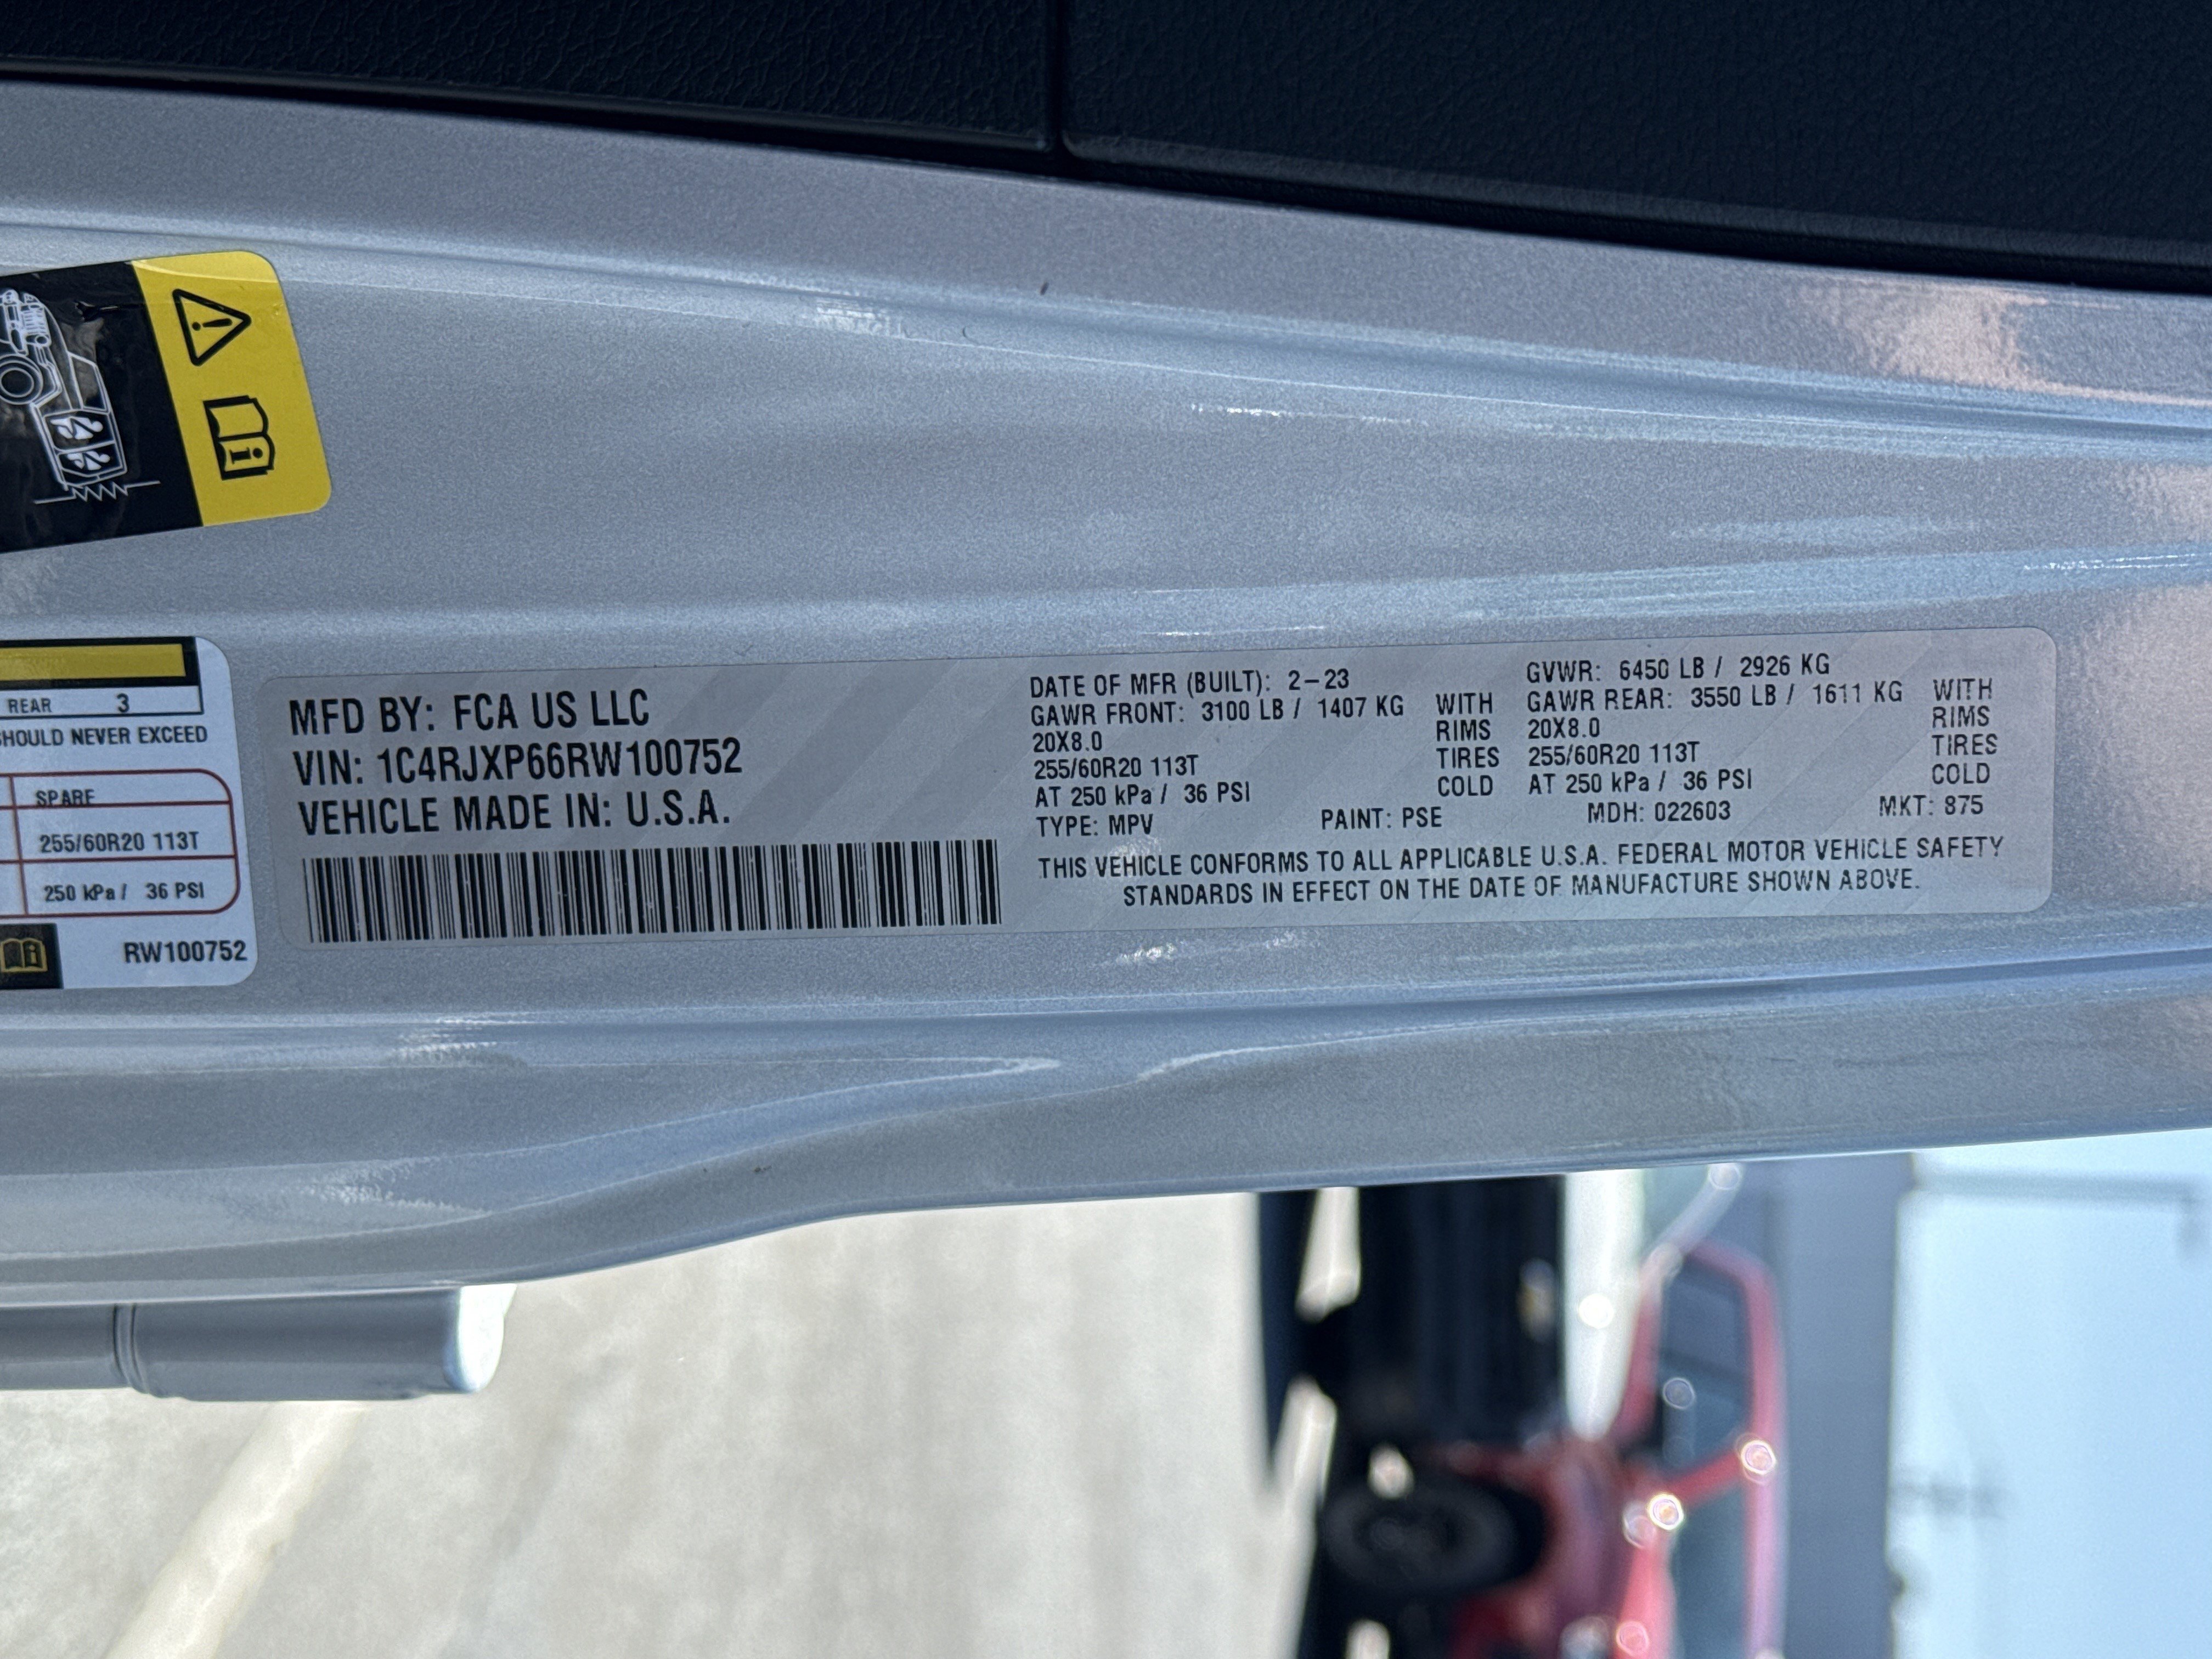 REAR 3
SHOULD NEVER EXCEED
SPARE
255/60R20 113T
250 kPa / 36 PSI
RW100752
MFD BY: FCA US LLC
VIN: 1C4RJXP66RW100752
VEHICLE MADE IN: U.S.A.
DATE OF MFR (BUILT): 2-23 GVWR: 6450 LB / 2926 KG
GAWR FRONT: 3100 LB / 1407 KG WITH GAWR REAR: 3550 LB / 1611 KG WITH
20X8.0 RIMS 20X8.0 RIMS
255/60R20 113T TIRES 255/60R20 113T TIRES
AT 250 kPa / 36 PSI COLD AT 250 kPa / 36 PSI COLD
TYPE: MPV PAINT: PSE MDH: 022603 MKT: 875
THIS VEHICLE CONFORMS TO ALL APPLICABLE U.S.A. FEDERAL MOTOR VEHICLE SAFETY
STANDARDS IN EFFECT ON THE DATE OF MANUFACTURE SHOWN ABOVE.